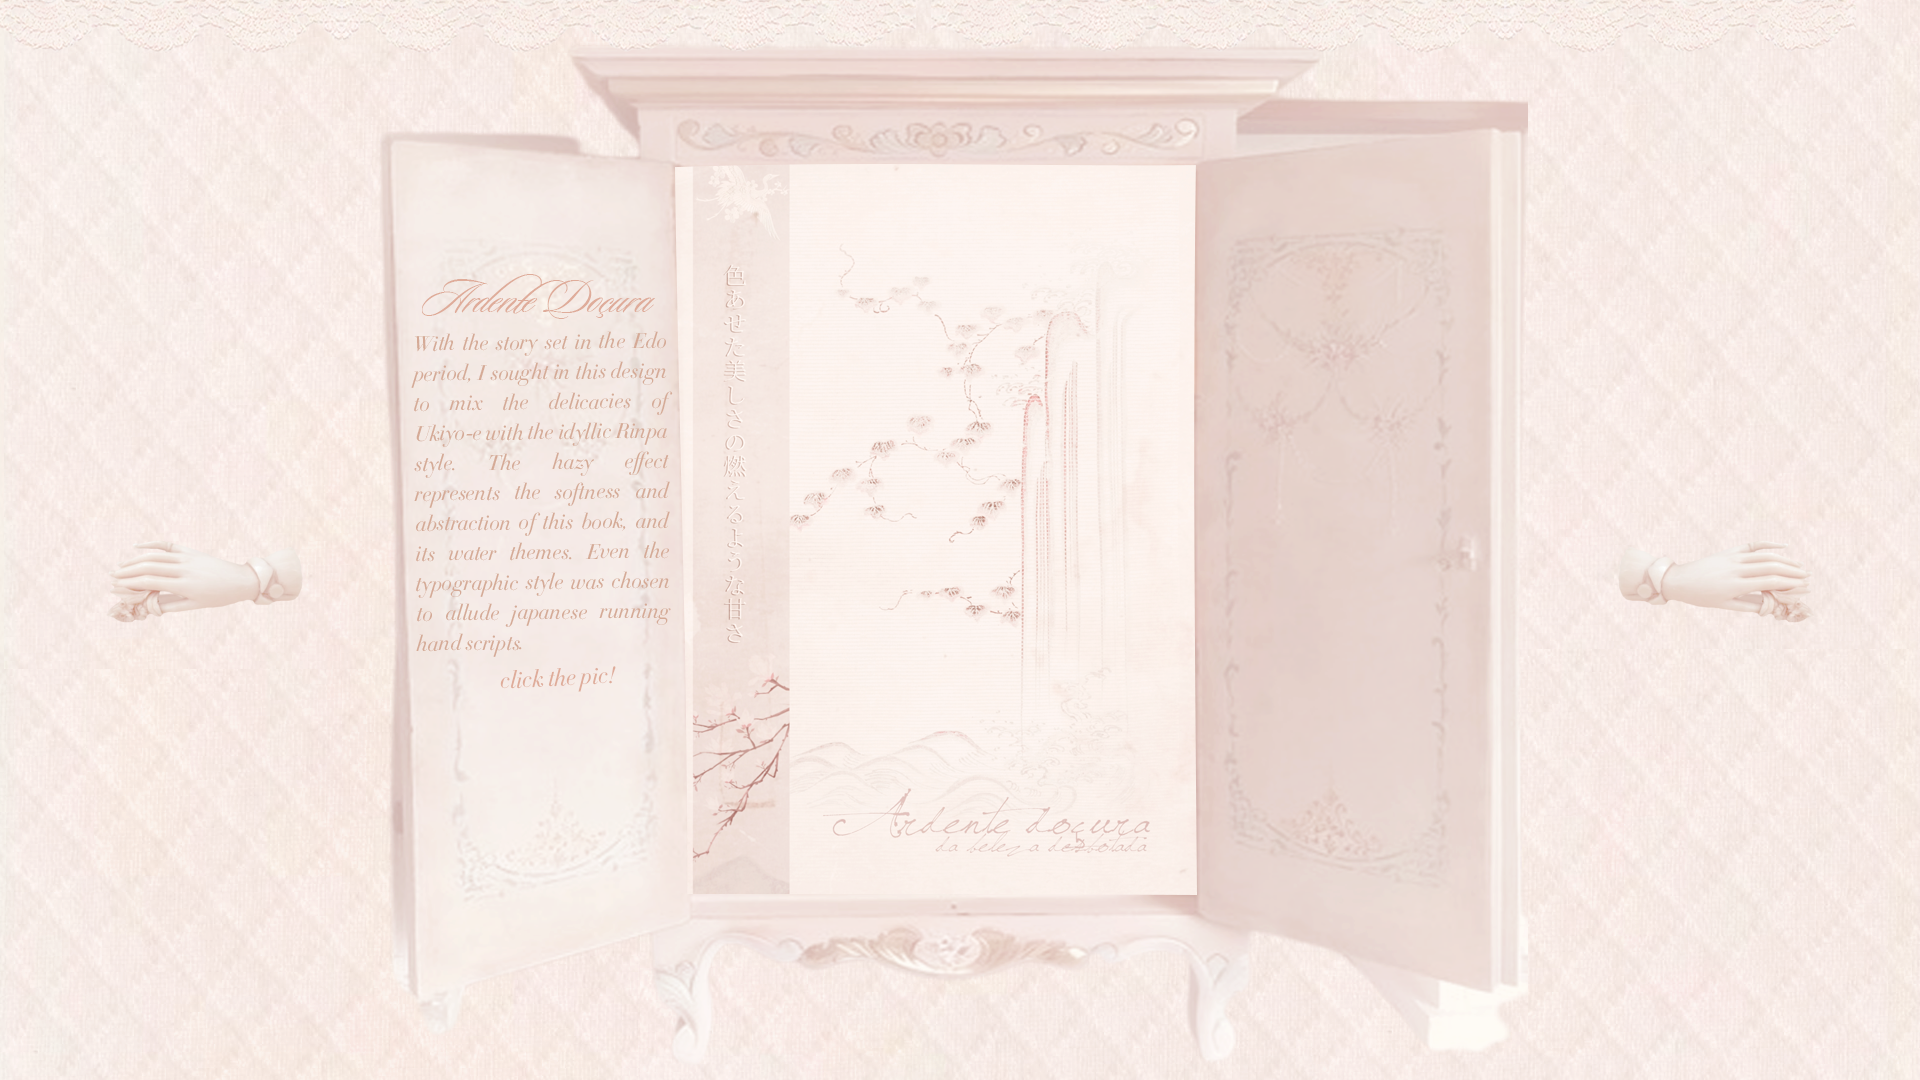 Ardente Doçura
With the story set in the Edo
period, I sought in this design
to mix the delicacies of
Ukiyo-e with the idyllic Rinpa
style. The hazy effect
represents the softness and
abstraction of this book, and
its water themes. Even the
typographic style was chosen
to allude japanese running
hand scripts.
click the pic!
色あせた美しさの燃えるような甘さ
Ardente doçura
da beleza desbotada